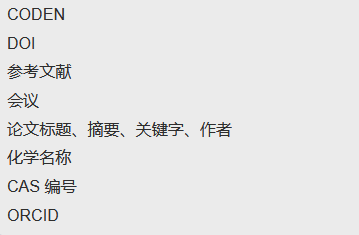 CODEN
DOI
参考文献
会议
论文标题、摘要、关键字、作者
化学名称
CAS 编号
ORCID